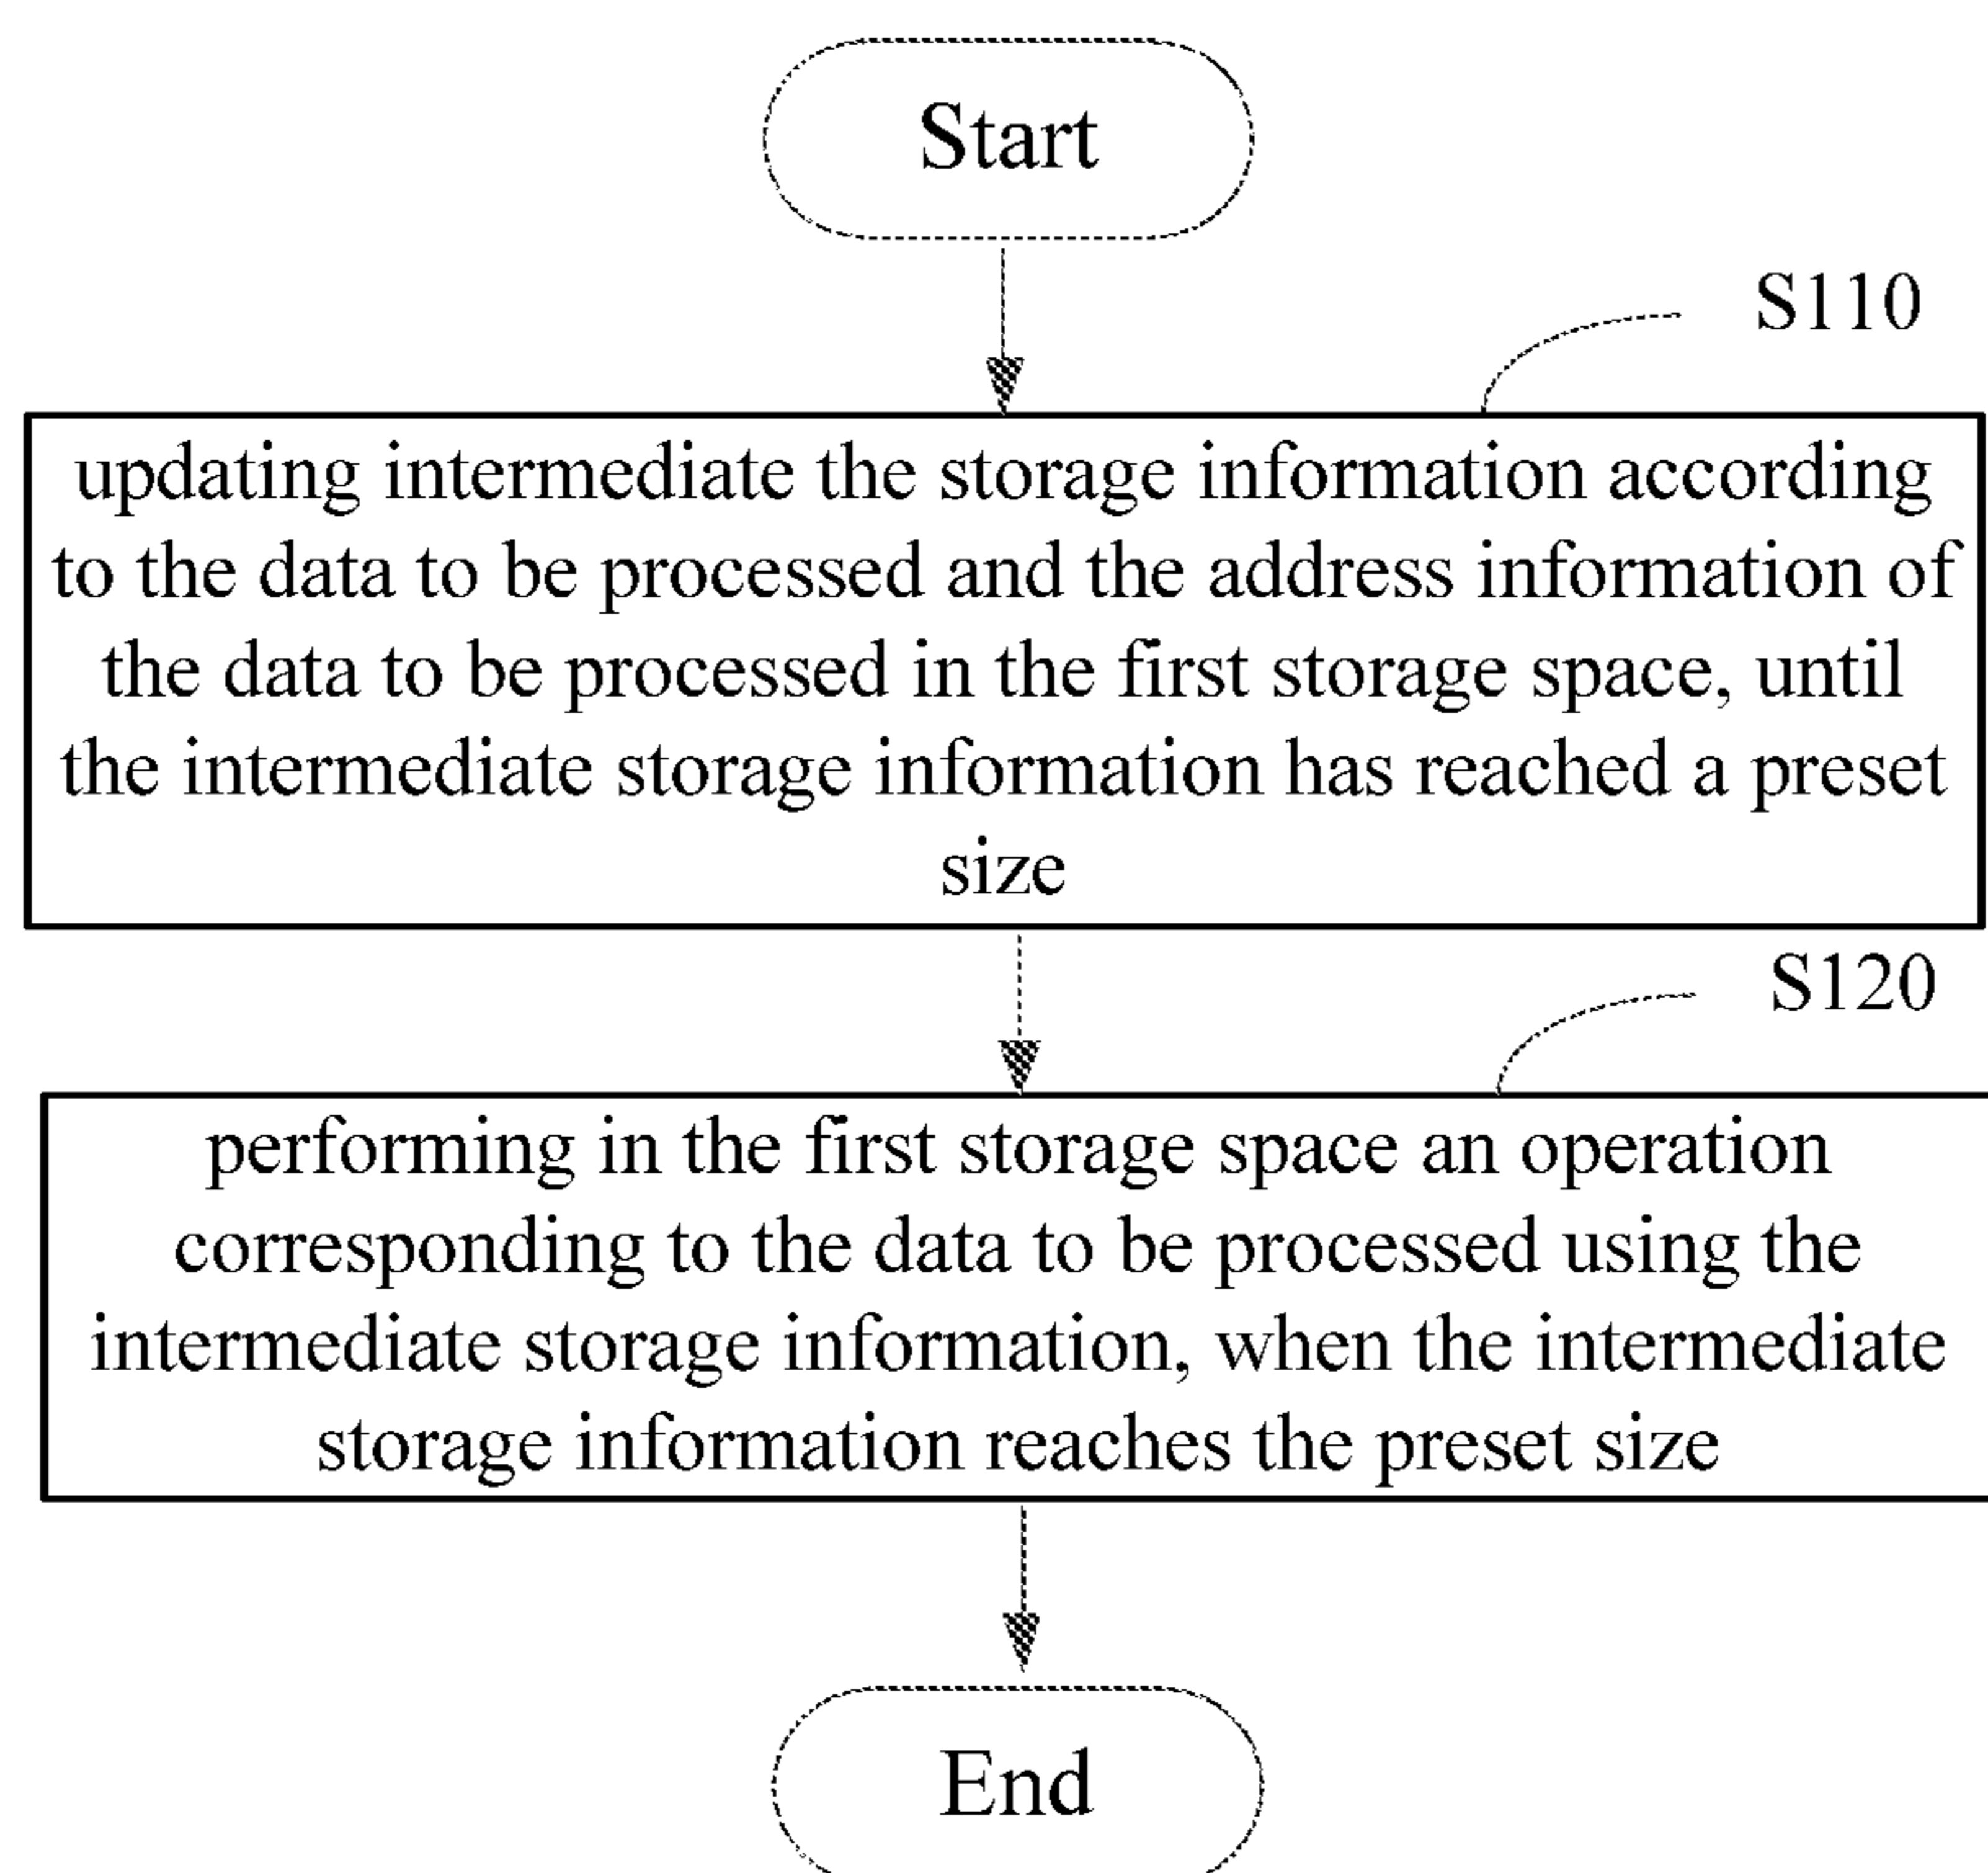 Start
S110
updating intermediate the storage information according
to the data to be processed and the address information of
the data to be processed in the first storage space, until
the intermediate storage information has reached a preset
size
S120
performing in the first storage space an operation
corresponding to the data to be processed using the
intermediate storage information, when the intermediate
storage information reaches the preset size
End